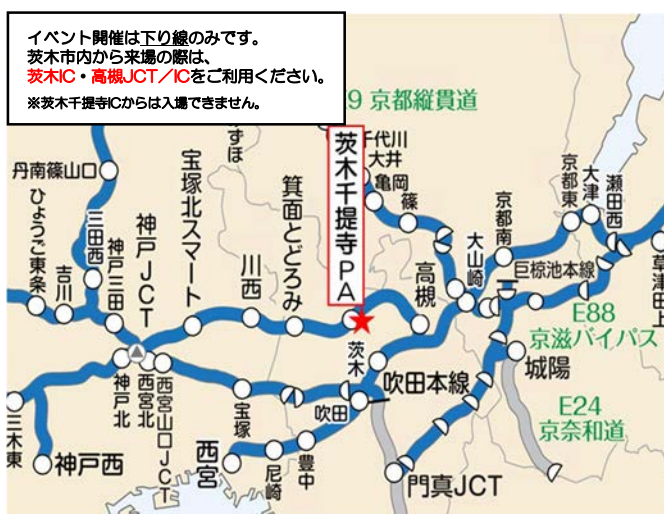 イベント開催は下り線のみです。
茨木市内から来場の際は、
茨木IC・高槻JCT／ICをご利用ください。
※茨木千提寺ICからは入場できません。
9 京都縦貫道
ずほ
千代川
大井
亀岡
篠
茨木千提寺PA
丹南篠山口
ひょうご東条
吉川
三田西
神戸三田
神戸JCT
宝塚北スマート
川西
箕面とどろみ
高槻
大山崎
京都南
京都東
大津
瀬田西
草津田上
巨椋池本線
E88
京滋バイパス
城陽
E24
京奈和道
茨木
吹田本線
吹田
門真JCT
豊中
尼崎
西宮
宝塚
西宮山口JCT
西宮北
神戸北
神戸西
三木東